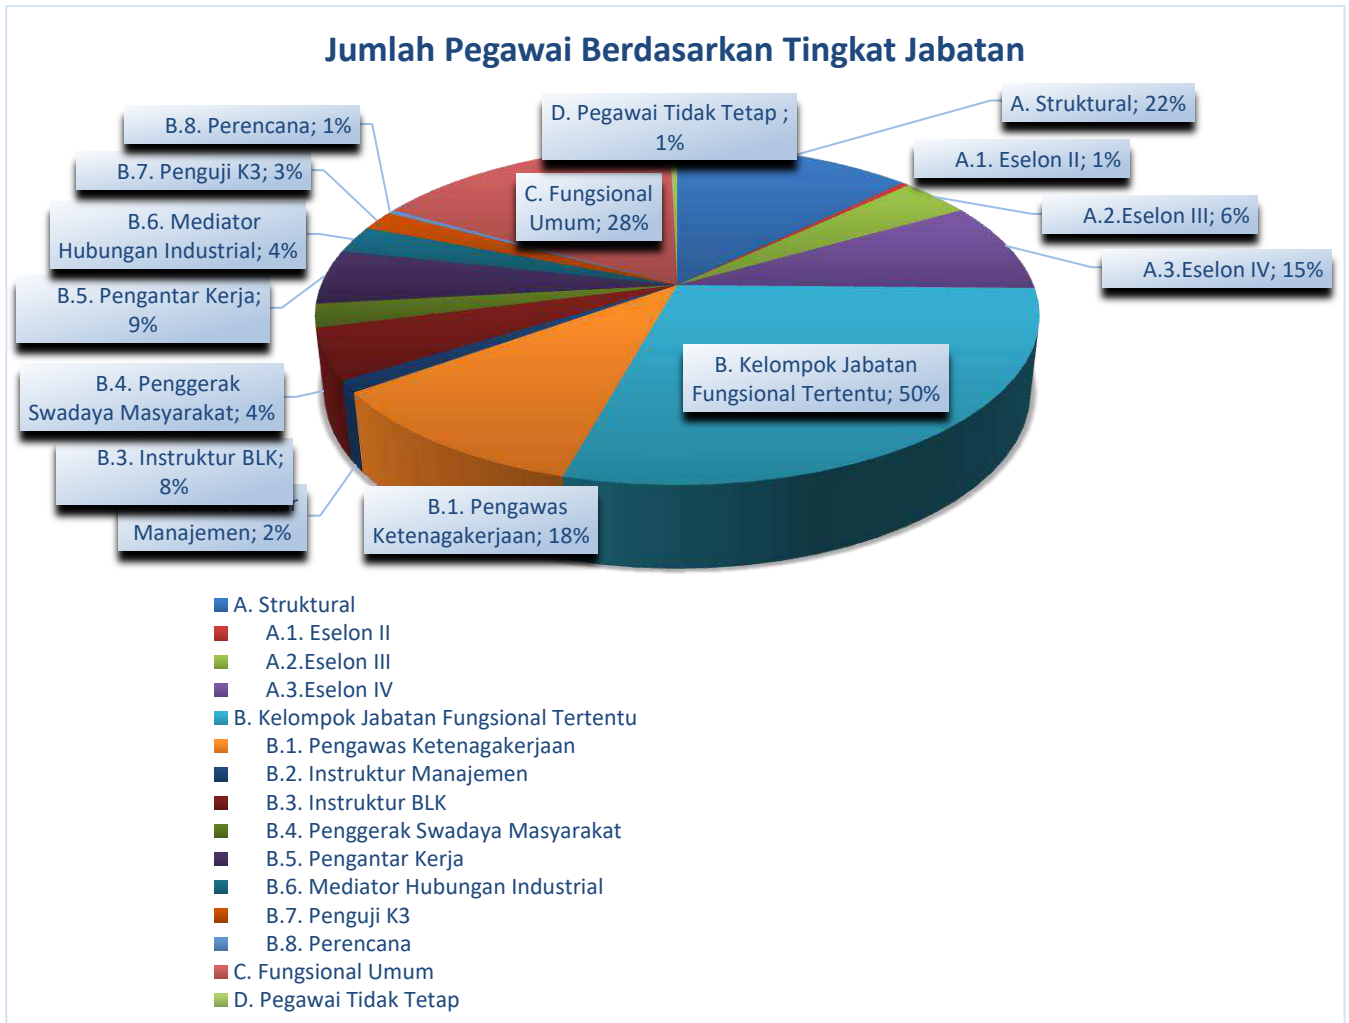 Jumlah Pegawai Berdasarkan Tingkat Jabatan
A. Struktural; 22%
A.1. Eselon II; 1%
A.2.Eselon III; 6%
A.3.Eselon IV; 15%
B. Kelompok Jabatan
Fungsional Tertentu; 50%
B.1. Pengawas
Ketenagakerjaan; 18%
Manajemen; 2%
B.3. Instruktur BLK;
8%
B.4. Penggerak
Swadaya Masyarakat; 4%
B.5. Pengantar Kerja;
9%
B.6. Mediator
Hubungan Industrial; 4%
B.7. Penguji K3; 3%
B.8. Perencana; 1%
C. Fungsional
Umum; 28%
D. Pegawai Tidak Tetap ;
1%
A. Struktural
A.1. Eselon II
A.2.Eselon III
A.3.Eselon IV
B. Kelompok Jabatan Fungsional Tertentu
B.1. Pengawas Ketenagakerjaan
B.2. Instruktur Manajemen
B.3. Instruktur BLK
B.4. Penggerak Swadaya Masyarakat
B.5. Pengantar Kerja
B.6. Mediator Hubungan Industrial
B.7. Penguji K3
B.8. Perencana
C. Fungsional Umum
D. Pegawai Tidak Tetap